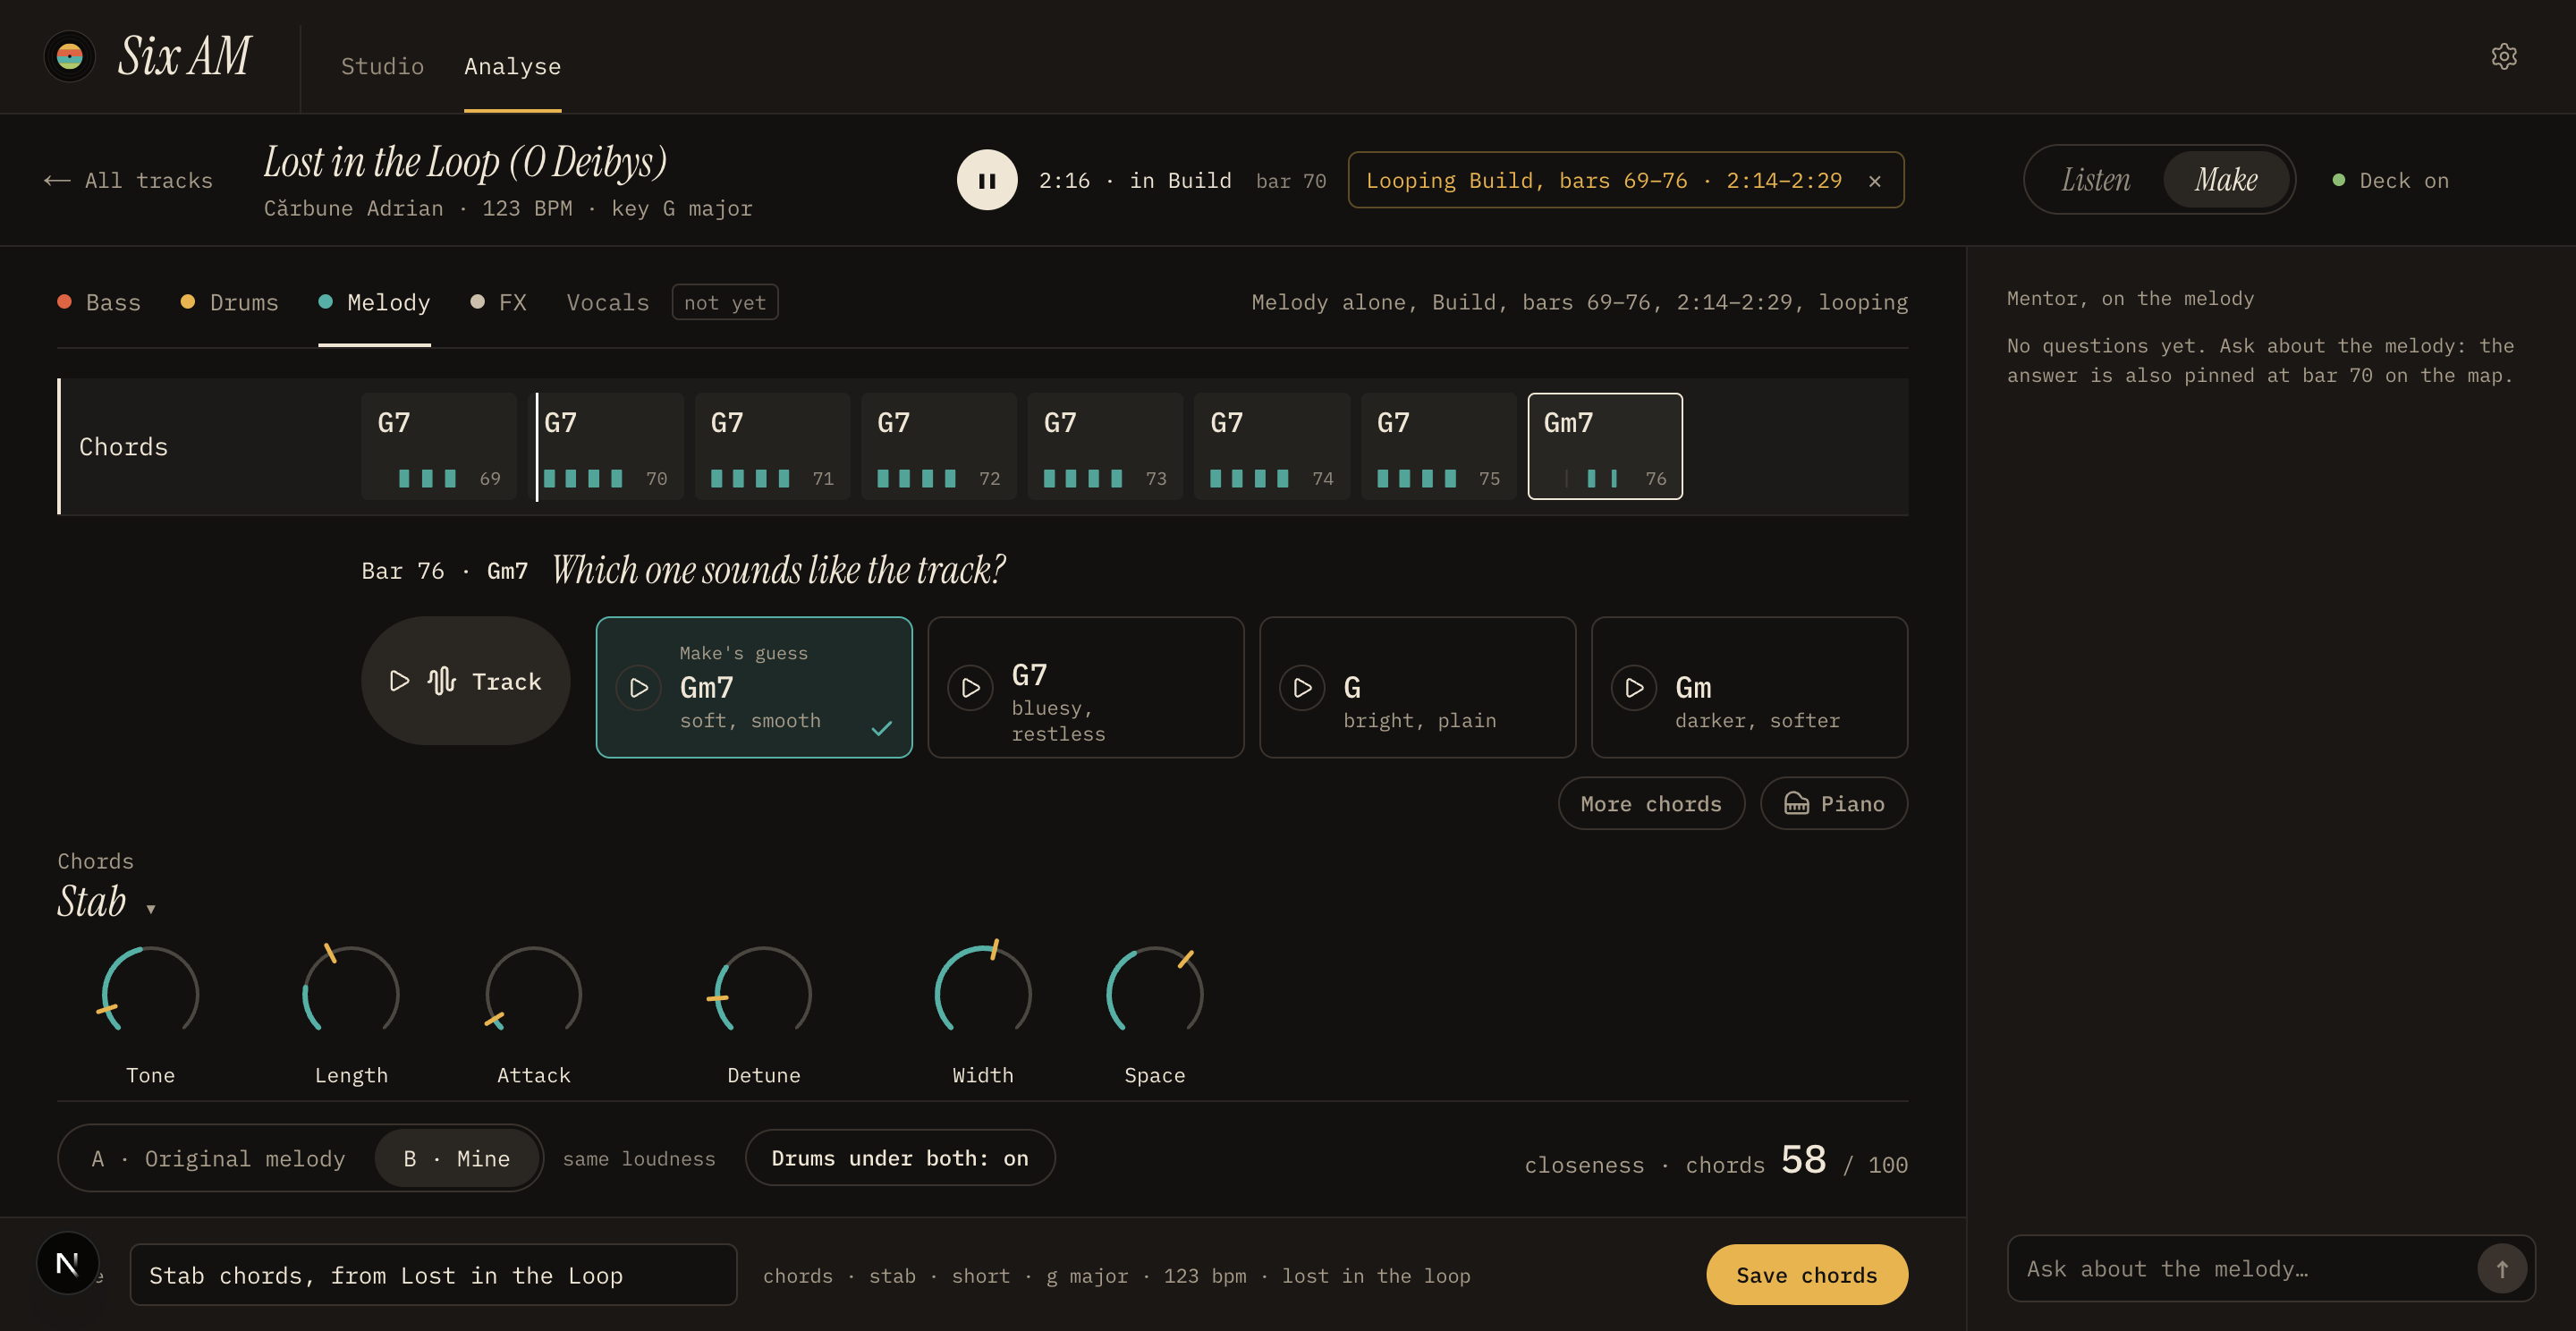 Six AM
Studio
Analyse
← All tracks
Lost in the Loop (O Deibys)
Cărbune Adrian · 123 BPM · key G major
2:16 · in Build
bar 70
Looping Build, bars 69–76 · 2:14–2:29 ×
Listen
Make
Deck on
Bass
Drums
Melody
FX
Vocals
not yet
Melody alone, Build, bars 69–76, 2:14–2:29, looping
Chords
G7
69
G7
70
G7
71
G7
72
G7
73
G7
74
G7
75
Gm7
76
Bar 76 · Gm7 Which one sounds like the track?
Track
Make's guess
Gm7
soft, smooth
G7
bluesy,
restless
G
bright, plain
Gm
darker, softer
More chords
Piano
Chords
Stab ▾
Tone
Length
Attack
Detune
Width
Space
A · Original melody
B · Mine
same loudness
Drums under both: on
closeness · chords 58 / 100
N
Stab chords, from Lost in the Loop
chords · stab · short · g major · 123 bpm · lost in the loop
Save chords
Mentor, on the melody
No questions yet. Ask about the melody: the
answer is also pinned at bar 70 on the map.
Ask about the melody…
↑